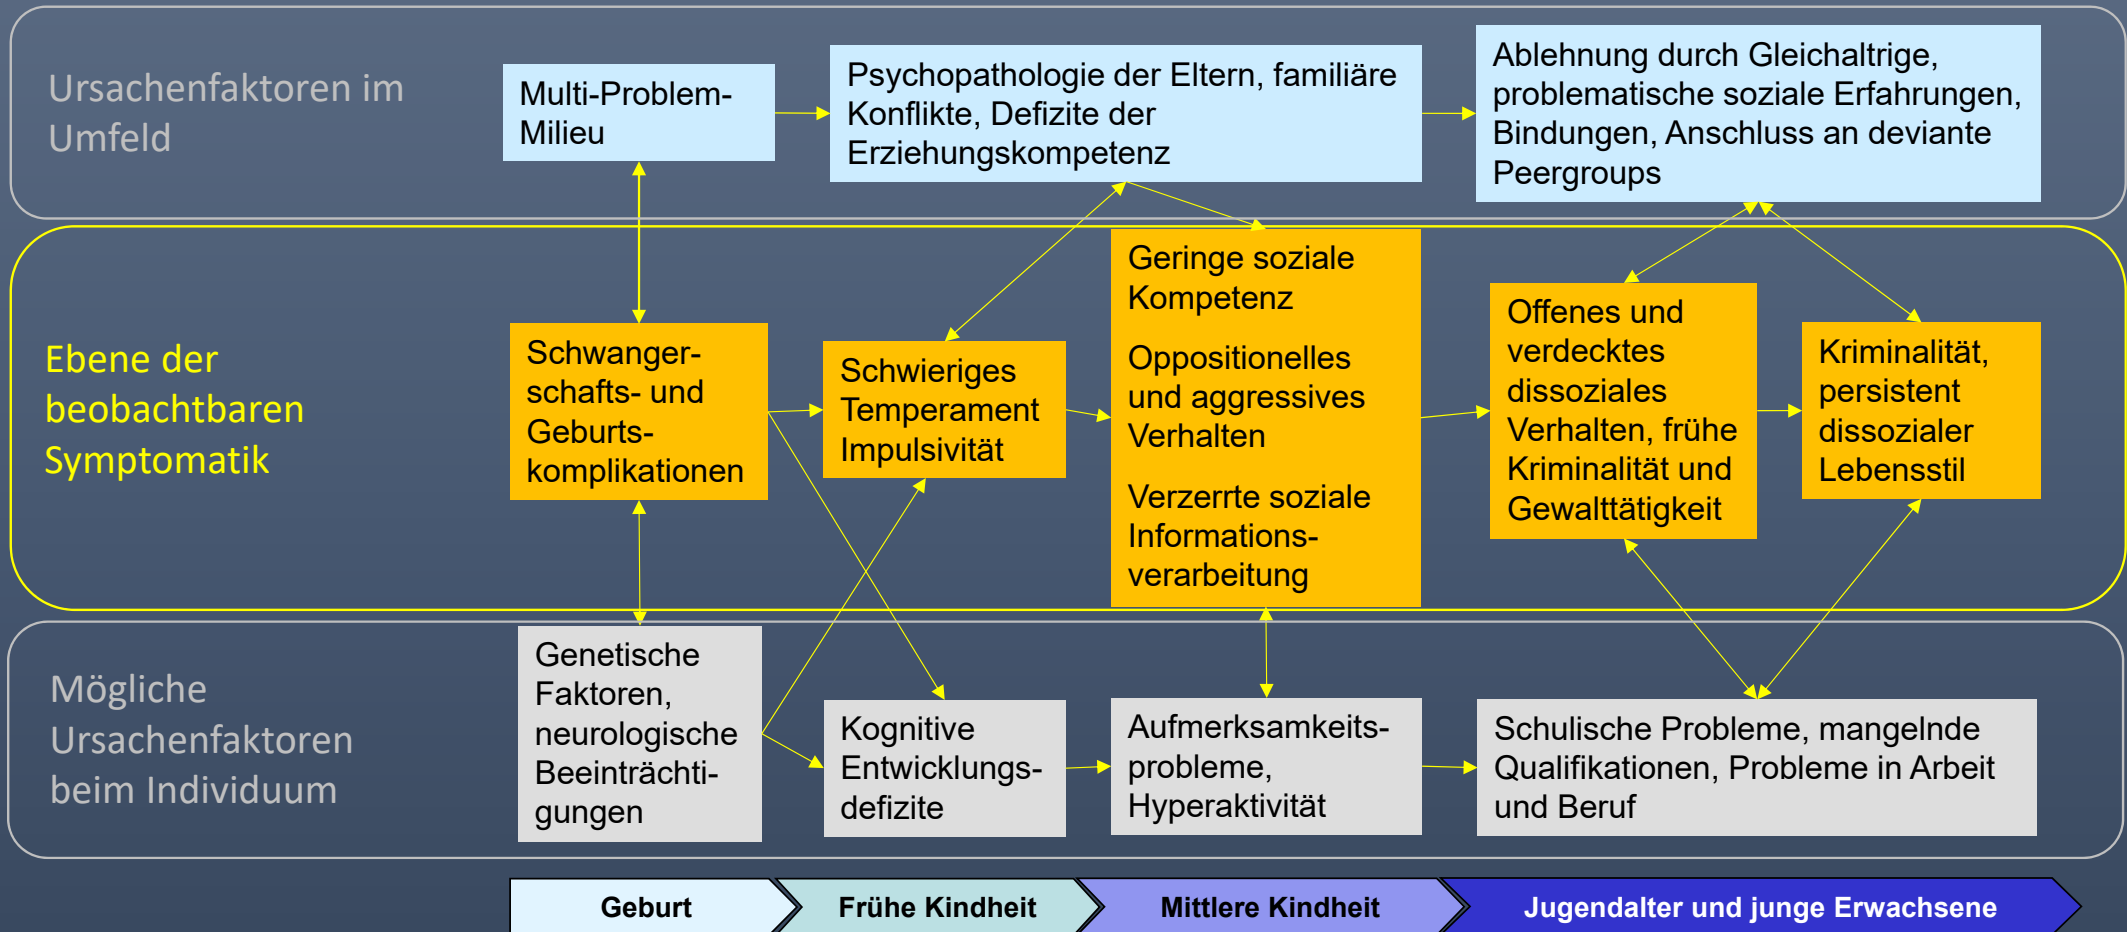 Ursachenfaktoren im
Umfeld
Multi-Problem-
Milieu
Psychopathologie der Eltern, familiäre
Konflikte, Defizite der
Erziehungskompetenz
Ablehnung durch Gleichaltrige,
problematische soziale Erfahrungen,
Bindungen, Anschluss an deviante
Peergroups
Ebene der
beobachtbaren
Symptomatik
Schwanger-
schafts- und
Geburts-
komplikationen
Schwieriges
Temperament
Impulsivität
Geringe soziale
Kompetenz
Oppositionelles
und aggressives
Verhalten
Verzerrte soziale
Informations-
verarbeitung
Offenes und
verdecktes
dissoziales
Verhalten, frühe
Kriminalität und
Gewalttätigkeit
Kriminalität,
persistent
dissozialer
Lebensstil
Mögliche
Ursachenfaktoren
beim Individuum
Genetische
Faktoren,
neurologische
Beeinträchti-
gungen
Kognitive
Entwicklungs-
defizite
Aufmerksamkeits-
probleme,
Hyperaktivität
Schulische Probleme, mangelnde
Qualifikationen, Probleme in Arbeit
und Beruf
Geburt
Frühe Kindheit
Mittlere Kindheit
Jugendalter und junge Erwachsene